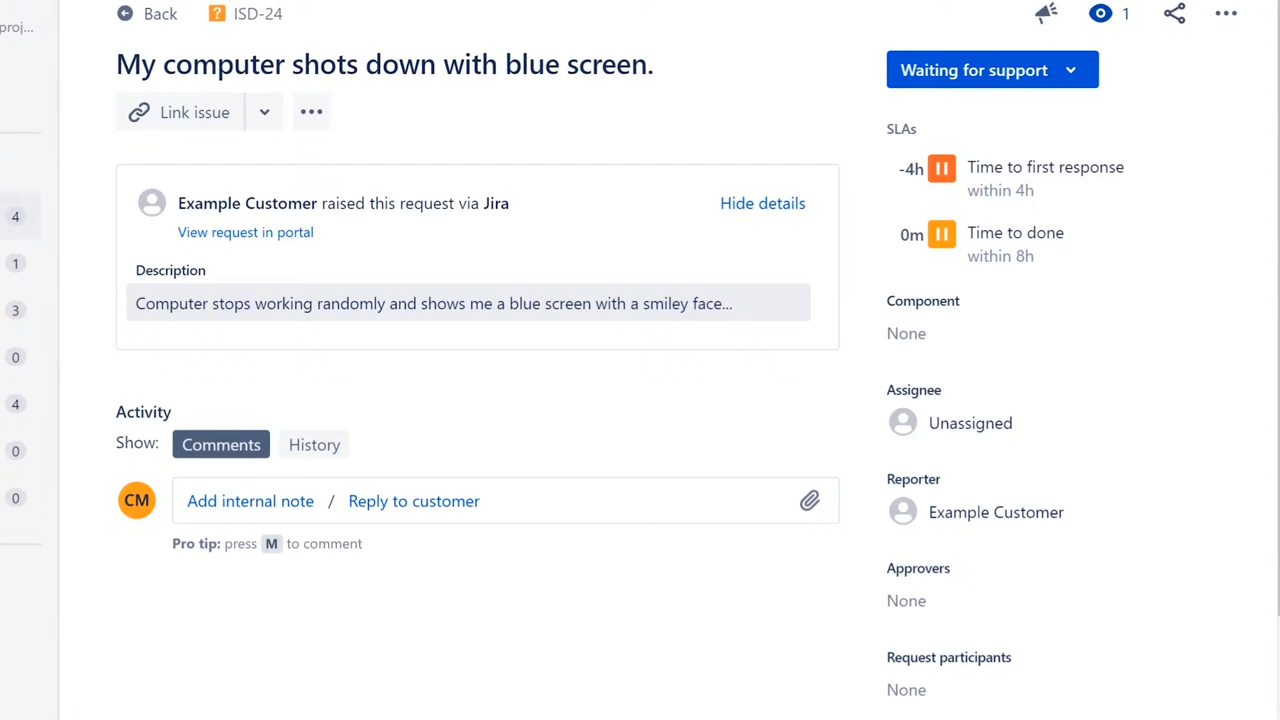 proj...
Back
ISD-24
1
My computer shots down with blue screen.
Link issue
Example Customer raised this request via Jira
Hide details
View request in portal
Description
Computer stops working randomly and shows me a blue screen with a smiley face...
Activity
Show: Comments History
CM
Add internal note / Reply to customer
Pro tip: press M to comment
4
1
3
0
4
0
0
Waiting for support
SLAs
-4h Time to first response
within 4h
0m Time to done
within 8h
Component
None
Assignee
Unassigned
Reporter
Example Customer
Approvers
None
Request participants
None